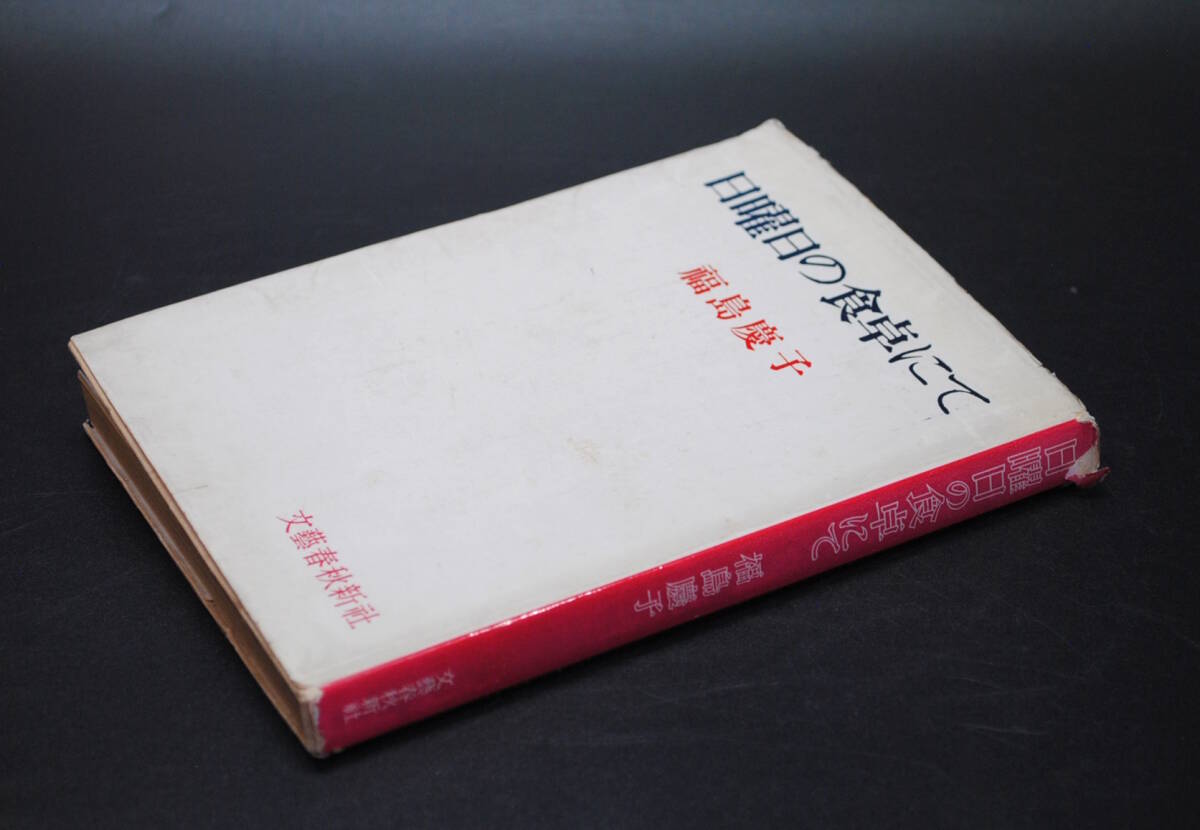 日曜日の食卓にて
福島慶子
文藝春秋新社
日曜日の食卓にて
福島慶子
文藝春秋新社